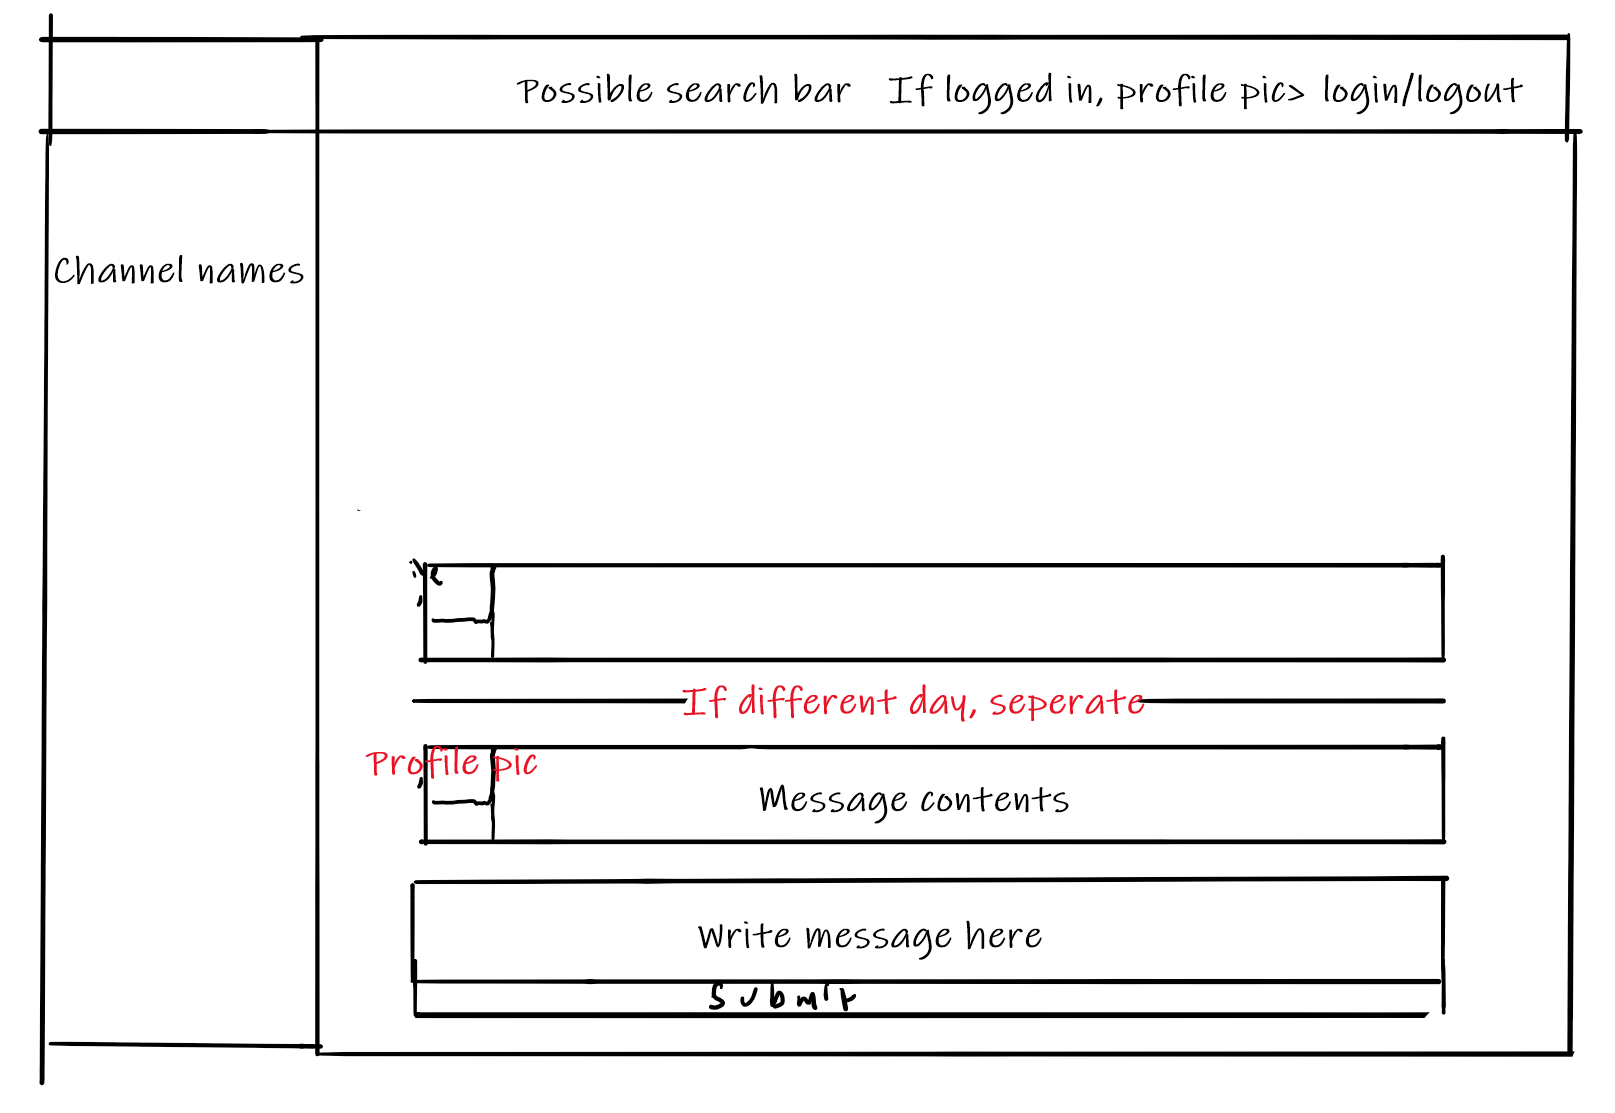 Possible search bar If logged in, profile pic> login/logout
Channel names
If different day, seperate
Profile pic
Message contents
Write message here
Submit